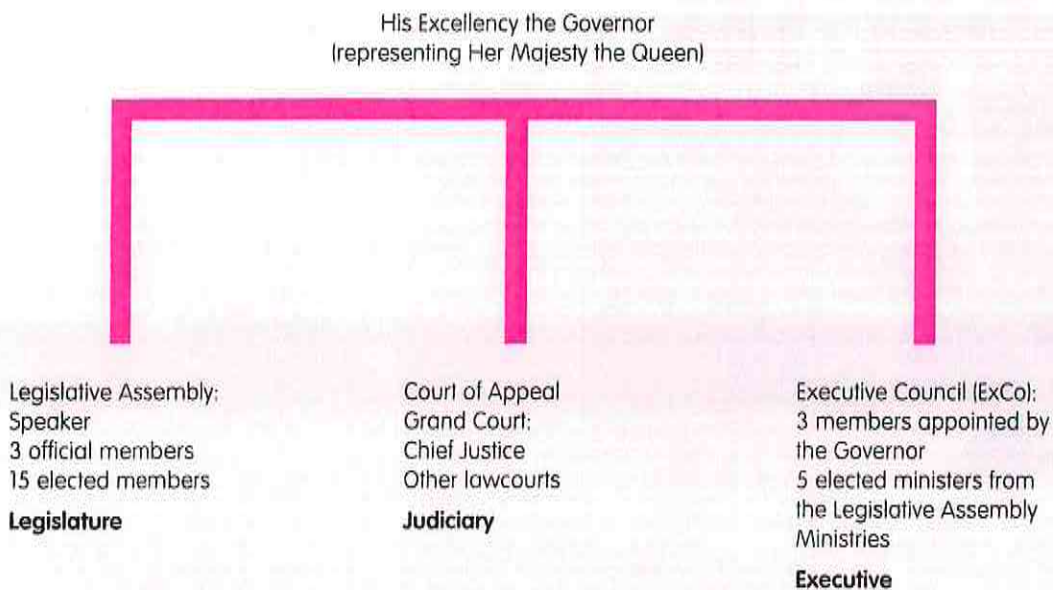 His Excellency the Governor
(representing Her Majesty the Queen)
Legislative Assembly:
Speaker
3 official members
15 elected members
Legislature
Court of Appeal
Grand Court:
Chief Justice
Other lawcourts
Judiciary
Executive Council (ExCo):
3 members appointed by
the Governor
5 elected ministers from
the Legislative Assembly
Ministries
Executive